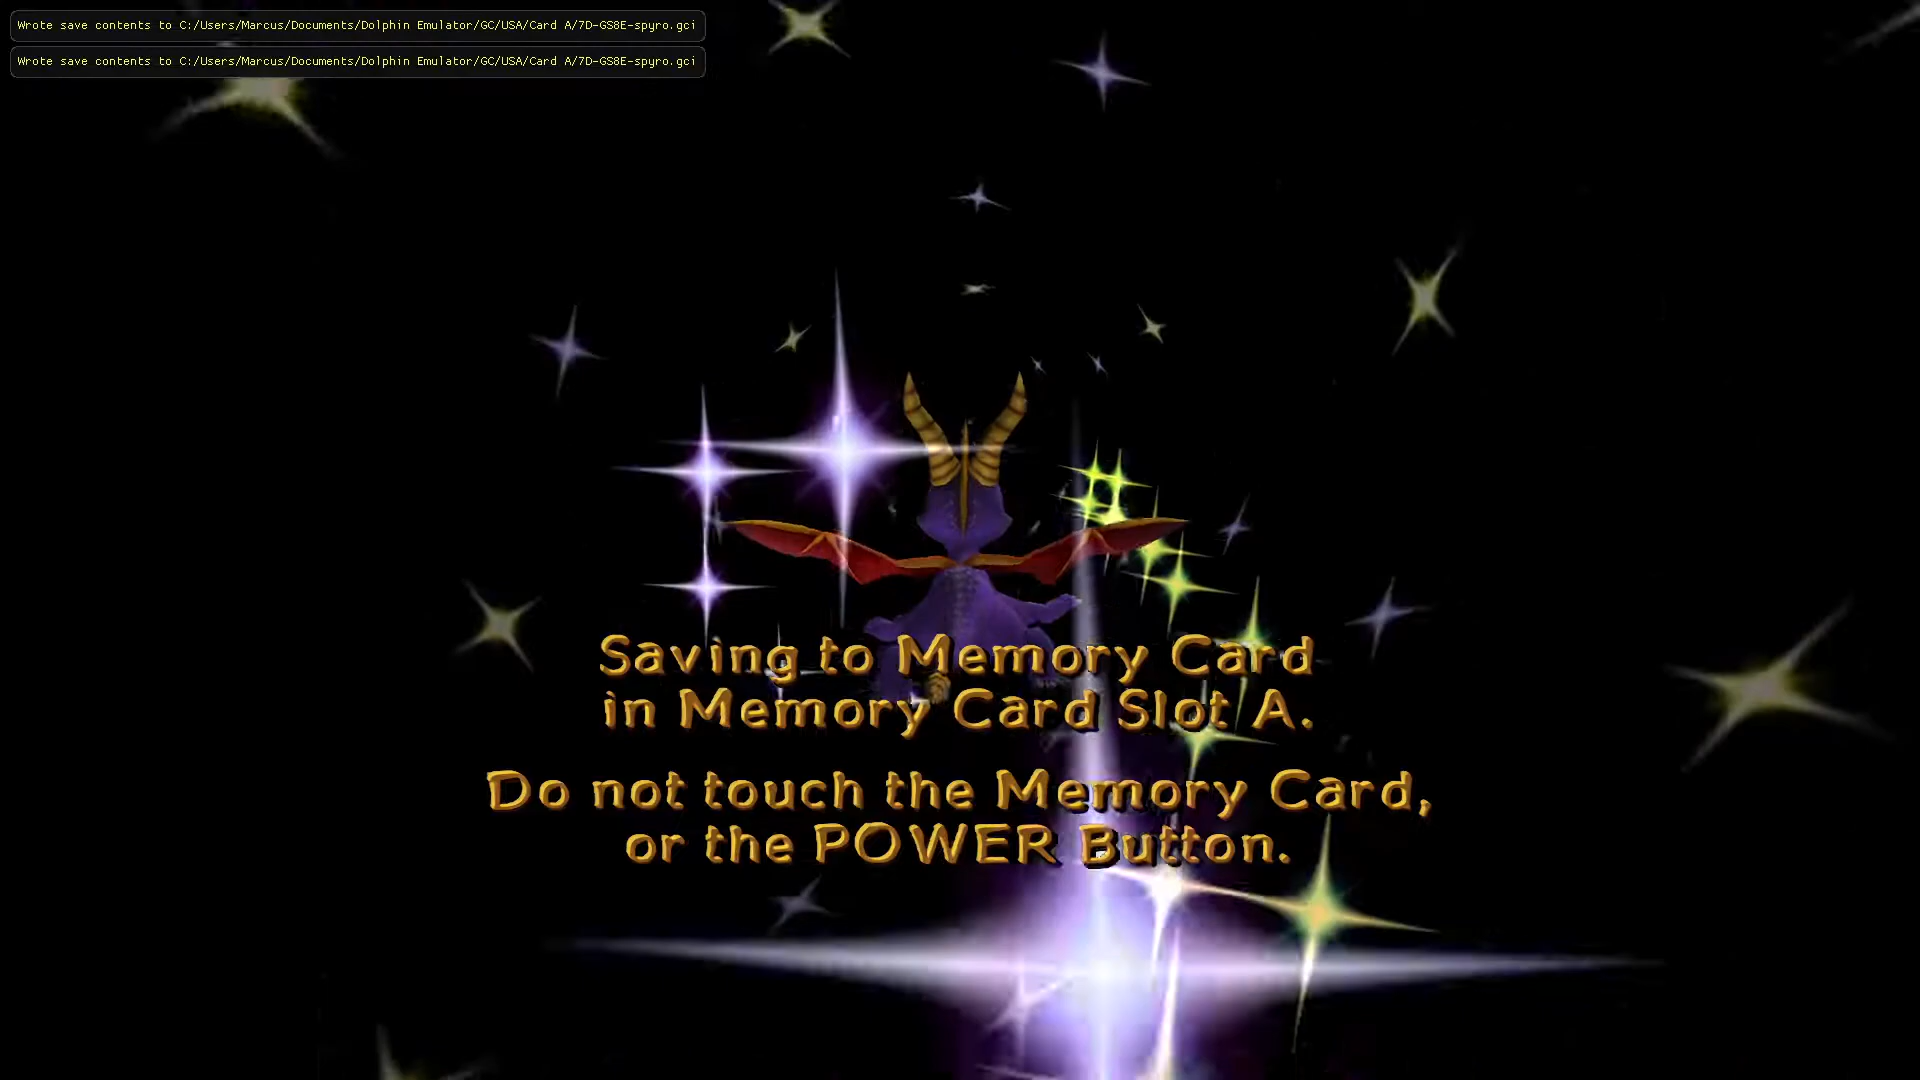 Wrote save contents to C:/Users/Marcus/Documents/Dolphin Emulator/GC/USA/Card A/7D-GS8E-spyro.gci
Wrote save contents to C:/Users/Marcus/Documents/Dolphin Emulator/GC/USA/Card A/7D-GS8E-spyro.gci
Saving to Memory Card
in Memory Card Slot A.
Do not touch the Memory Card,
or the POWER Button.